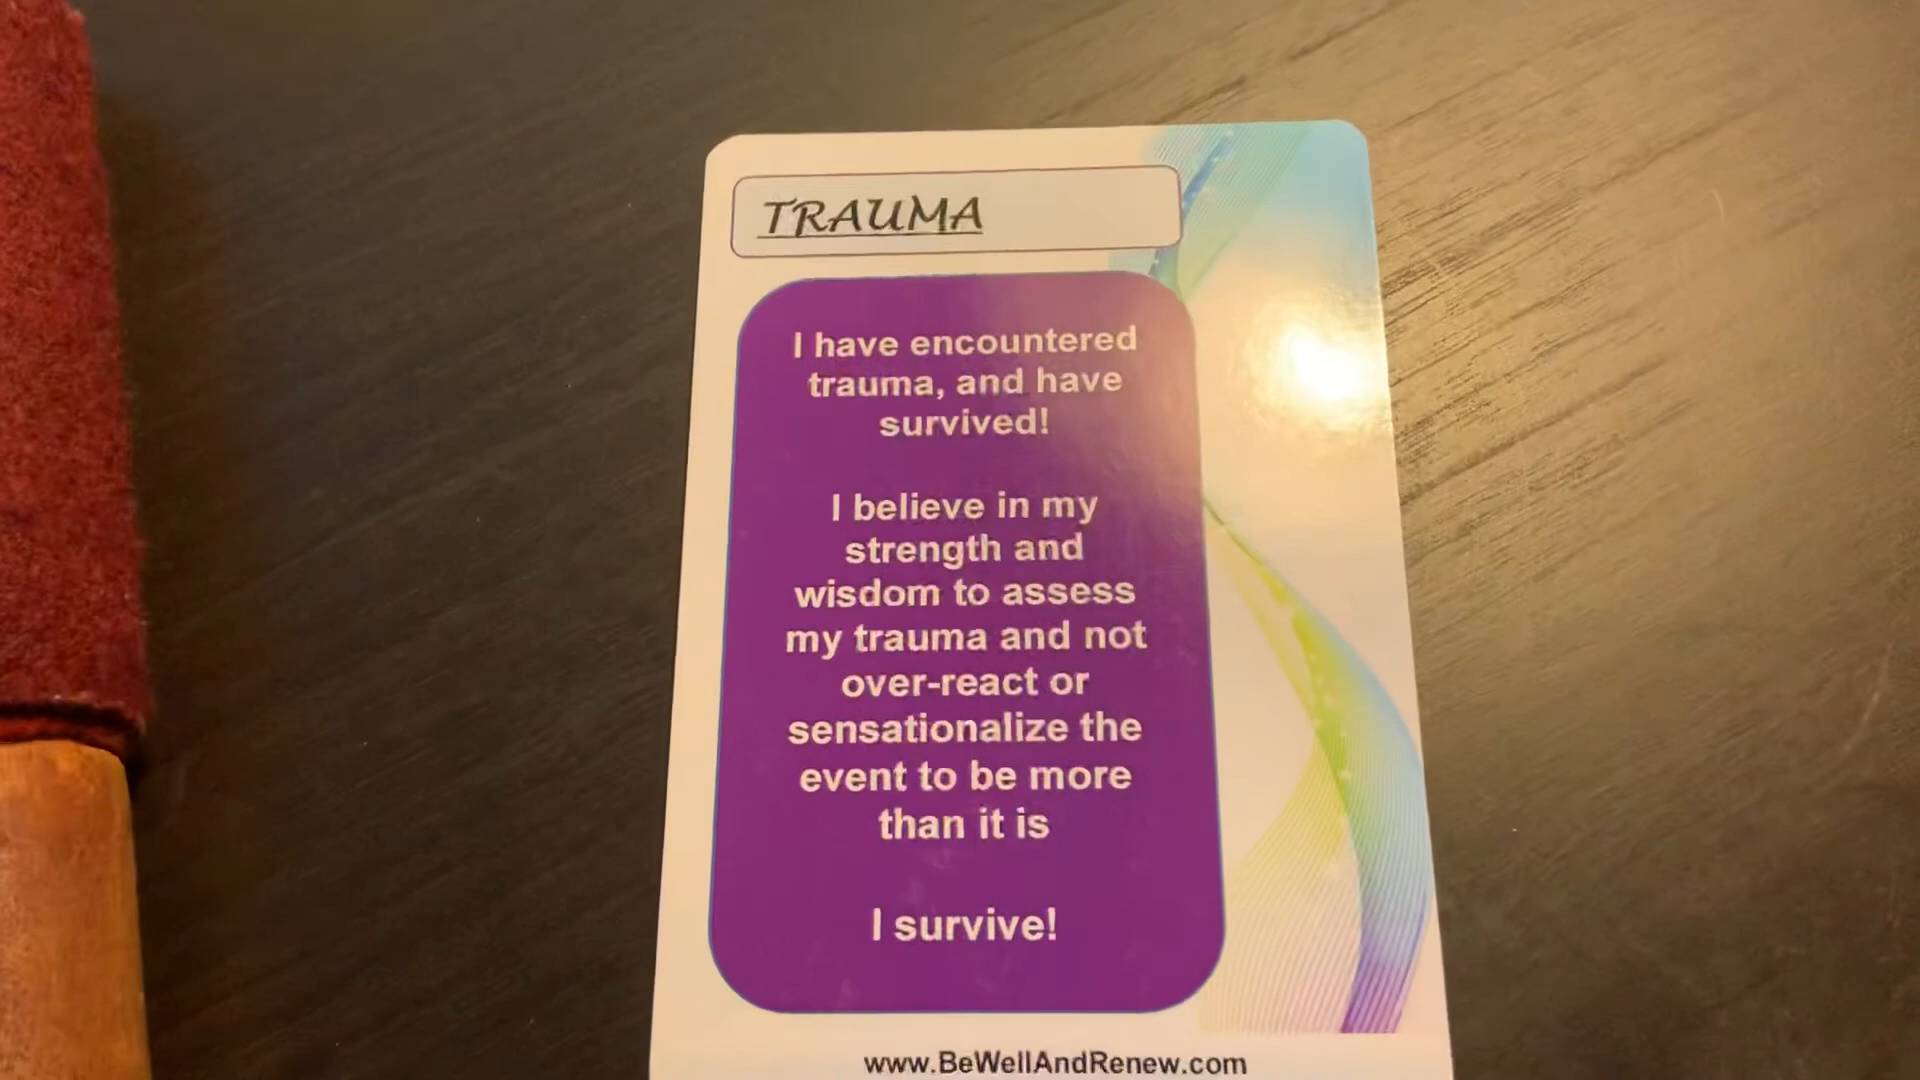 TRAUMA
I have encountered
trauma, and have
survived!
I believe in my
strength and
wisdom to assess
my trauma and not
over-react or
sensationalize the
event to be more
than it is
I survive!
www.BeWellAndRenew.com